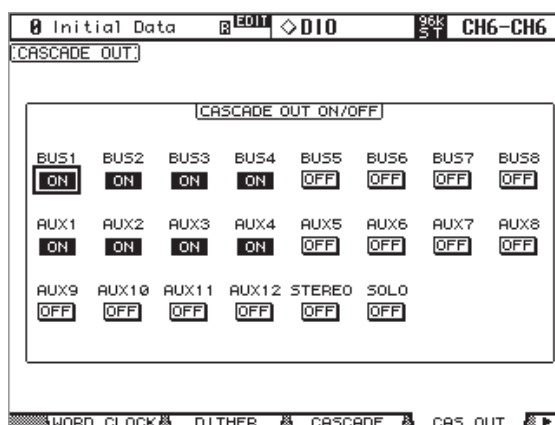 0 Initial Data R EDIT ◇DIO 96K ST CH6-CH6
CASCADE OUT
CASCADE OUT ON/OFF
BUS1 BUS2 BUS3 BUS4 BUS5 BUS6 BUS7 BUS8
ON ON ON ON OFF OFF OFF OFF
AUX1 AUX2 AUX3 AUX4 AUX5 AUX6 AUX7 AUX8
ON ON ON ON OFF OFF OFF OFF
AUX9 AUX10 AUX11 AUX12 STEREO SOLO
OFF OFF OFF OFF OFF OFF
WORD CLOCK DITHER CASCADE CAS OUT